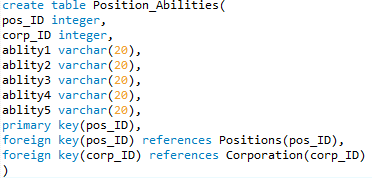 create table Position_Abilities(
pos_ID integer,
corp_ID integer,
ablity1 varchar(20),
ablity2 varchar(20),
ablity3 varchar(20),
ablity4 varchar(20),
ablity5 varchar(20),
primary key(pos_ID),
foreign key(pos_ID) references Positions(pos_ID),
foreign key(corp_ID) references Corporation(corp_ID)
)